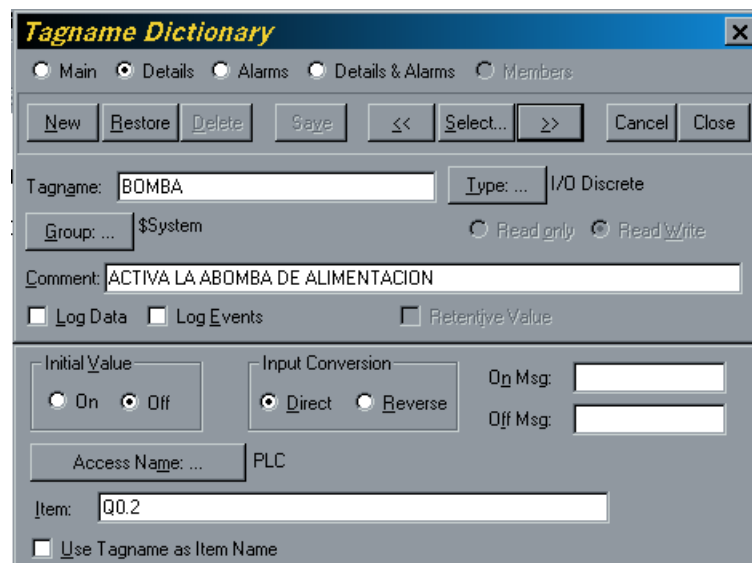 Tagname Dictionary
Main Details Alarms Details & Alarms Members
New Restore Delete Save << Select... >> Cancel Close
Tagname: BOMBA Type: ... I/O Discrete
Group: ... $System Read only Read Write
Comment: ACTIVA LA ABOMBA DE ALIMENTACION
Log Data Log Events Retentive Value
Initial Value Input Conversion On Msg:
On Off Direct Reverse Off Msg:
Access Name: ... PLC
Item: Q0.2
Use Tagname as Item Name